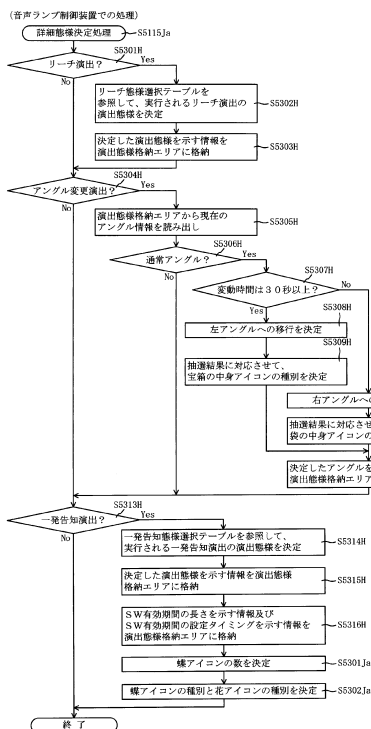 (音声ランプ制御装置での処理)
詳細態様決定処理
S5115Ja
S5301H
リーチ演出?
Yes
No
リーチ態様選択テーブルを
参照して、実行されるリーチ演出の
演出態様を決定
S5302H
決定した演出態様を示す情報を
演出態様格納エリアに格納
S5303H
S5304H
アングル変更演出?
Yes
No
演出態様格納エリアから現在の
アングル情報を読み出し
S5305H
S5306H
通常アングル?
Yes
No
S5307H
変動時間は30秒以上?
No
Yes
S5308H
左アングルへの移行を決定
S5309H
抽選結果に対応させて、
宝箱の中身アイコンの種別を決定
右アングルへの
抽選結果に対応させ
袋の中身アイコンの
決定したアングルを
演出態様格納エリア
S5313H
一発告知演出?
Yes
No
一発告知態様選択テーブルを参照して、
実行される一発告知演出の演出態様を決定
S5314H
決定した演出態様を示す情報を演出態様
格納エリアに格納
S5315H
SW有効期間の長さを示す情報及び
SW有効期間の設定タイミングを示す情報を
演出態様格納エリアに格納
S5316H
蝶アイコンの数を決定
S5301Ja
蝶アイコンの種別と花アイコンの種別を決定
S5302Ja
終了